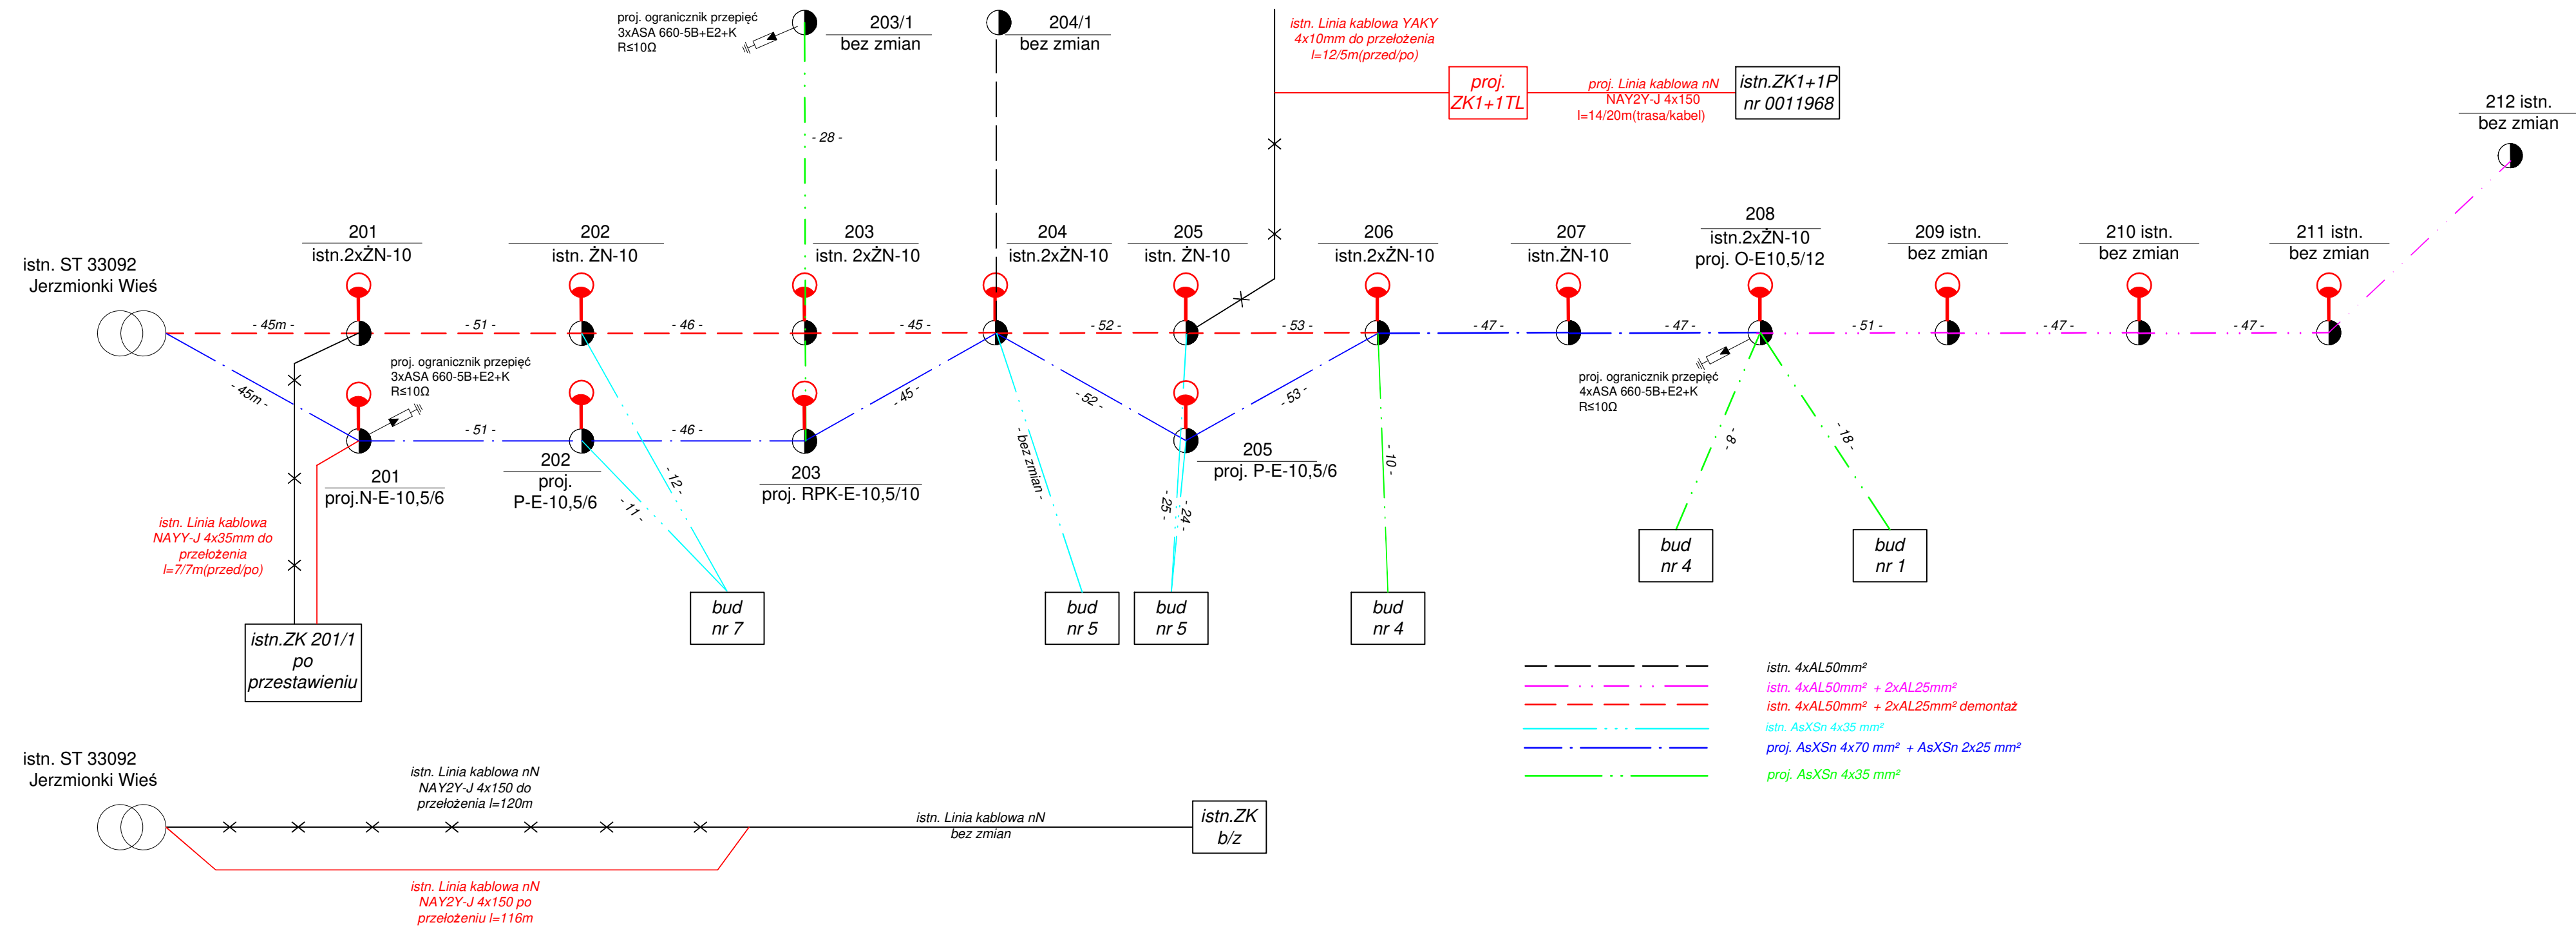 proj. ogranicznik przepięć
3xASA 660-5B+E2+K
R≤10Ω
203/1
bez zmian
204/1
bez zmian
istn. Linia kablowa YAKY
4x10mm do przełożenia
l=12/5m(przed/po)
proj.
ZK1+1TL
proj. Linia kablowa nN
NAY2Y-J 4x150
l=14/20m(trasa/kabel)
istn.ZK1+1P
nr 0011968
212 istn.
bez zmian
- 28 -
201
istn.2xŻN-10
202
istn. ŻN-10
203
istn. 2xŻN-10
204
istn.2xŻN-10
205
istn. ŻN-10
206
istn.2xŻN-10
207
istn.ŻN-10
208
istn.2xŻN-10
proj. O-E10,5/12
209 istn.
bez zmian
210 istn.
bez zmian
211 istn.
bez zmian
istn. ST 33092
Jerzmionki Wieś
- 45m -
- 51 -
- 46 -
- 45 -
- 52 -
- 53 -
- 47 -
- 47 -
- 51 -
- 47 -
- 47 -
proj. ogranicznik przepięć
3xASA 660-5B+E2+K
R≤10Ω
proj. ogranicznik przepięć
4xASA 660-5B+E2+K
R≤10Ω
- 45m -
- 51 -
- 46 -
- 45 -
- 52 -
- 53 -
201
proj.N-E-10,5/6
202
proj.
P-E-10,5/6
203
proj. RPK-E-10,5/10
205
proj. P-E-10,5/6
- 11 -
- 12 -
- bez zmian -
- 25 -
- 24 -
- 10 -
- 8 -
- 18 -
istn. Linia kablowa
NAYY-J 4x35mm do
przełożenia
l=7/7m(przed/po)
istn.ZK 201/1
po
przestawieniu
bud
nr 7
bud
nr 5
bud
nr 5
bud
nr 4
bud
nr 4
bud
nr 1
istn. 4xAL50mm²
istn. 4xAL50mm² + 2xAL25mm²
istn. 4xAL50mm² + 2xAL25mm² demontaż
istn. AsXSn 4x35 mm²
proj. AsXSn 4x70 mm² + AsXSn 2x25 mm²
proj. AsXSn 4x35 mm²
istn. ST 33092
Jerzmionki Wieś
istn. Linia kablowa nN
NAY2Y-J 4x150 do
przełożenia l=120m
istn. Linia kablowa nN
bez zmian
istn.ZK
b/z
istn. Linia kablowa nN
NAY2Y-J 4x150 po
przełożeniu l=116m